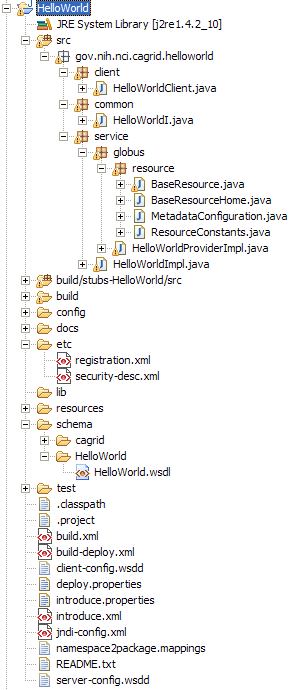 HelloWorld
JRE System Library [j2re1.4.2_10]
src
gov.nih.nci.cagrid.helloworld
client
HelloWorldClient.java
common
HelloWorldI.java
service
globus
resource
BaseResource.java
BaseResourceHome.java
MetadataConfiguration.java
ResourceConstants.java
HelloWorldProviderImpl.java
HelloWorldImpl.java
build/stubs-HelloWorld/src
build
config
docs
etc
registration.xml
security-desc.xml
lib
resources
schema
cagrid
HelloWorld
HelloWorld.wsdl
test
.classpath
.project
build.xml
build-deploy.xml
client-config.wsdd
deploy.properties
introduce.properties
introduce.xml
jndi-config.xml
namespace2package.mappings
README.txt
server-config.wsdd